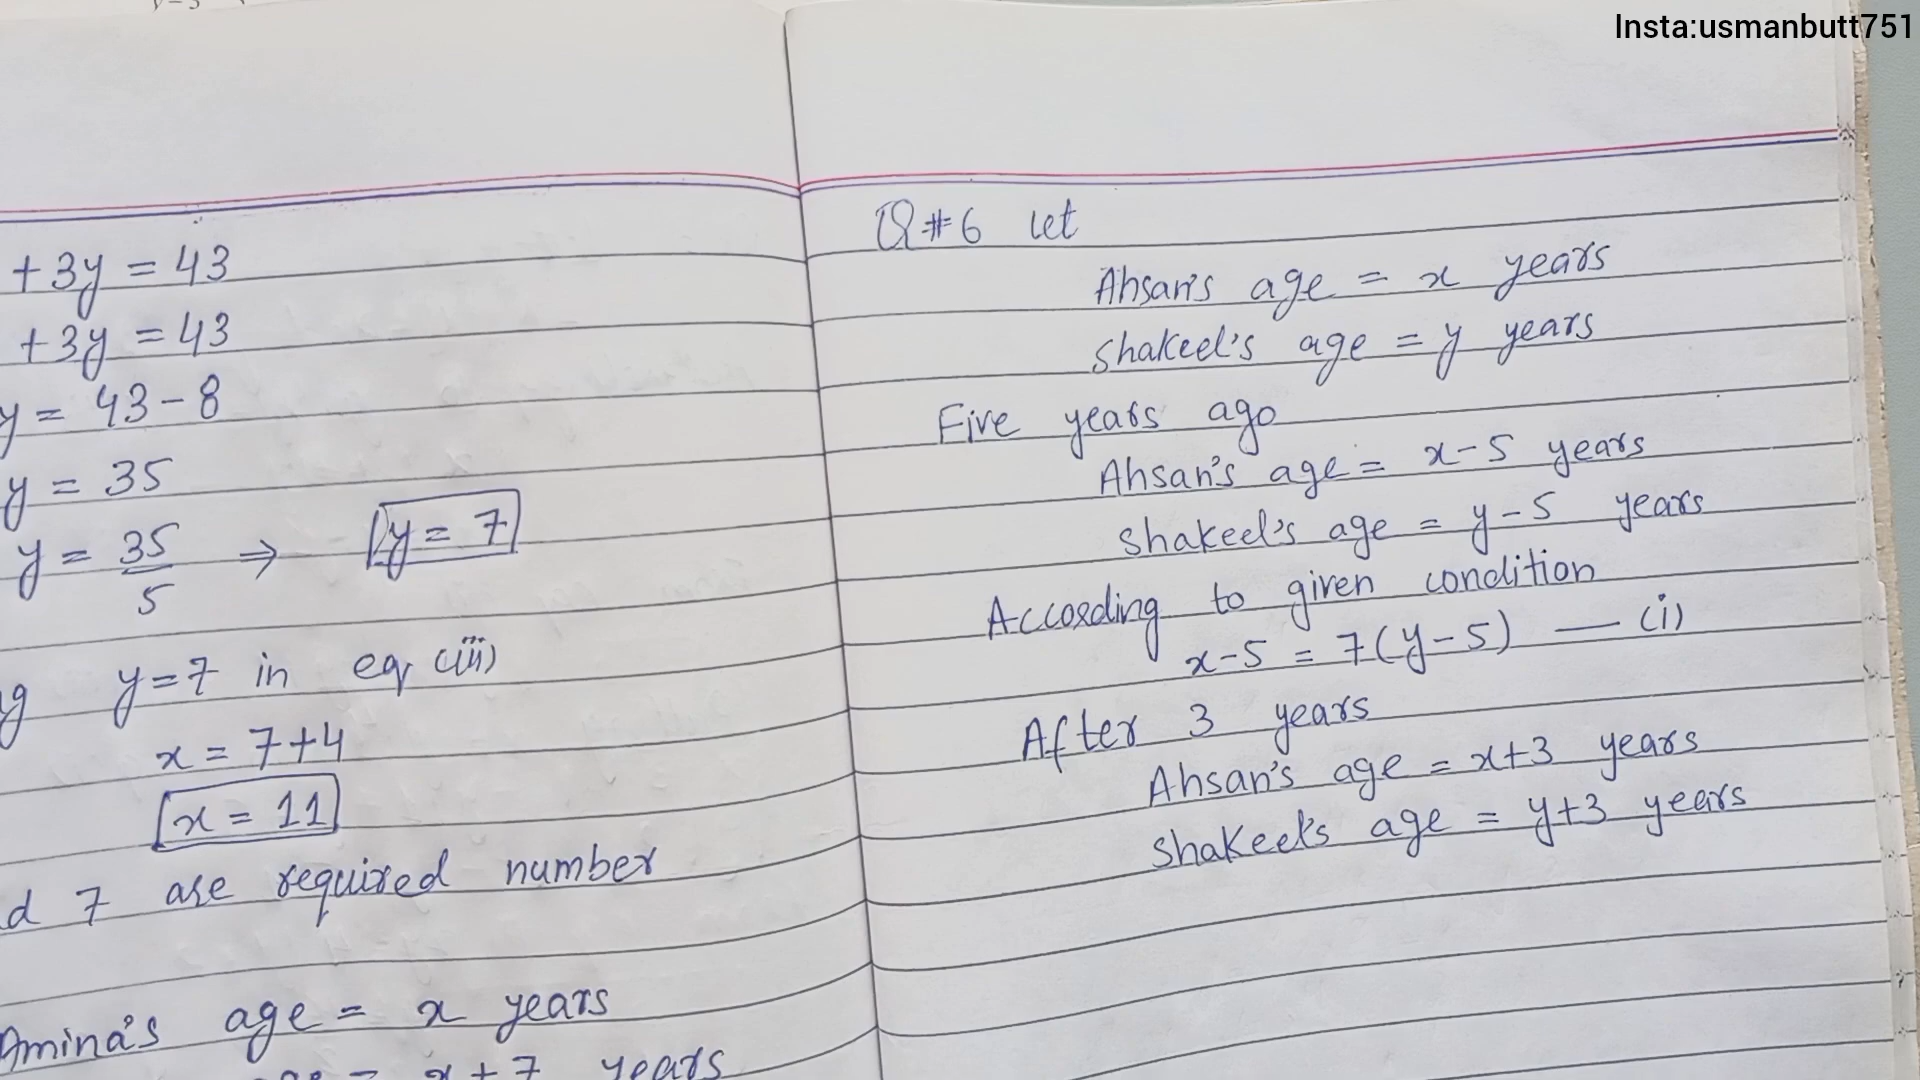 Insta:usmanbutt751
+3y = 43
+3y = 43
y = 43-8
y = 35
y = 35/5 ⇒ y = 7
g y=7 in eq (iii)
x = 7+4
x = 11
d 7 are required number
Amina's age = x years
age = x + 7 years
Q#6 let
Ahsan's age = x years
Shakeel's age = y years
Five years ago
Ahsan's age = x-5 years
Shakeel's age = y-5 years
According to given condition
x-5 = 7(y-5) — (i)
After 3 years
Ahsan's age = x+3 years
Shakeel's age = y+3 years